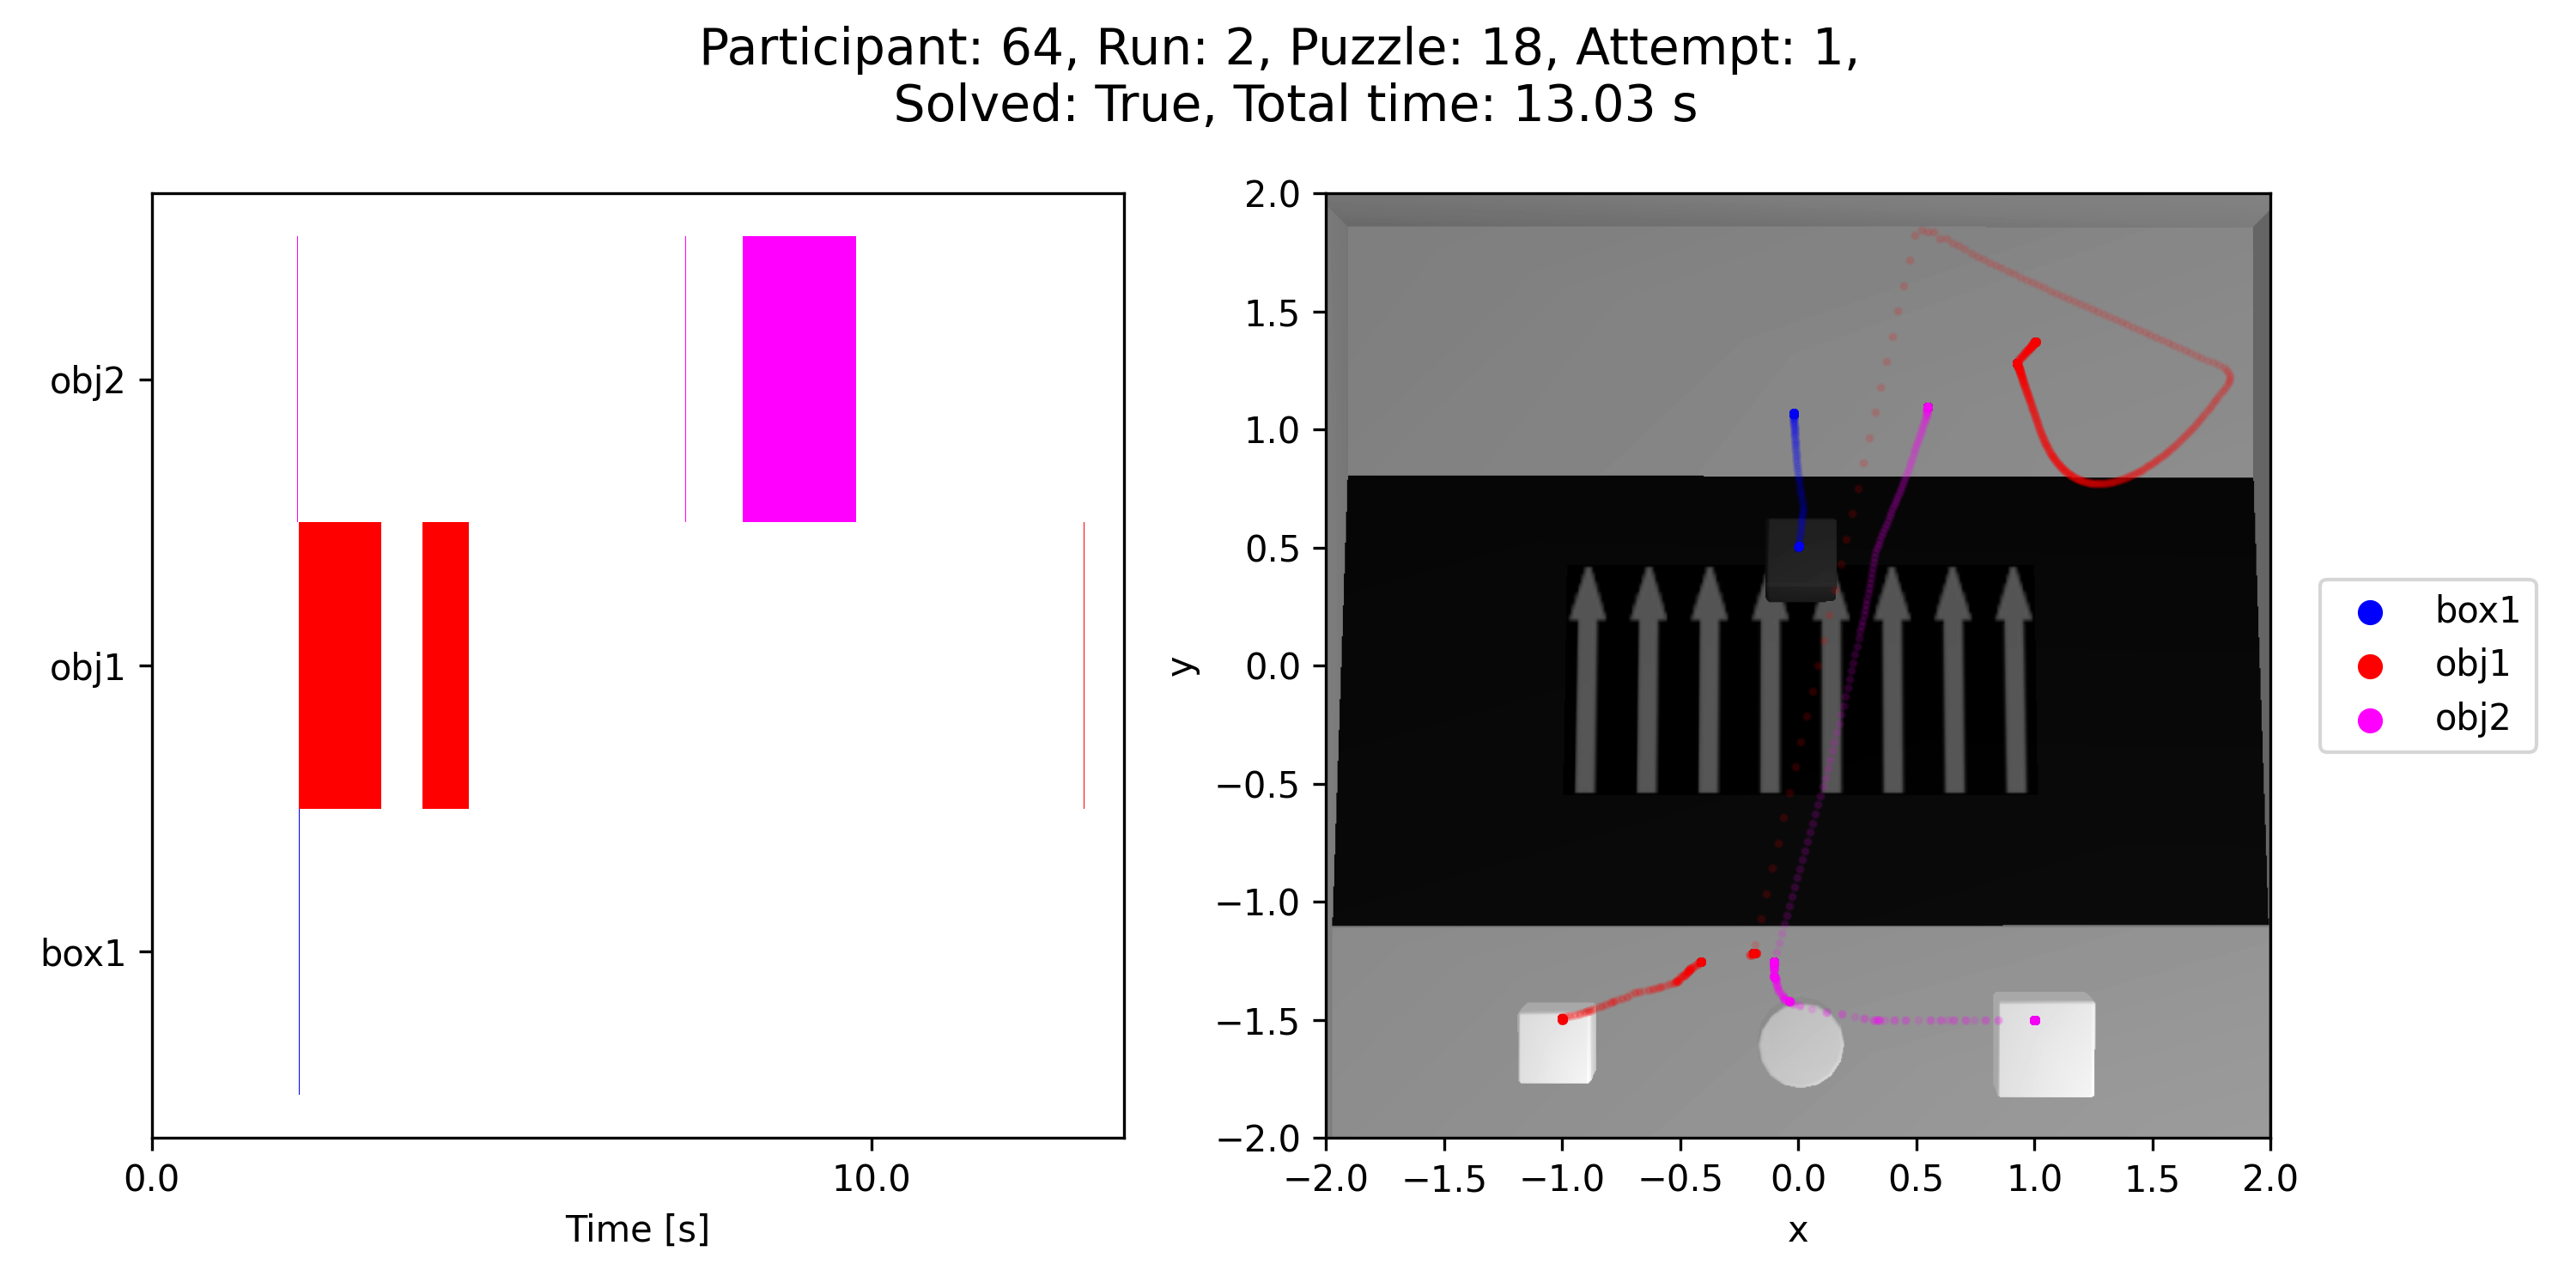 Participant: 64, Run: 2, Puzzle: 18, Attempt: 1,
Solved: True, Total time: 13.03 s
obj2
obj1
box1
0.0
10.0
Time [s]
2.0
1.5
1.0
0.5
0.0
−0.5
−1.0
−1.5
−2.0
y
−2.0
−1.5
−1.0
−0.5
0.0
0.5
1.0
1.5
2.0
x
box1
obj1
obj2